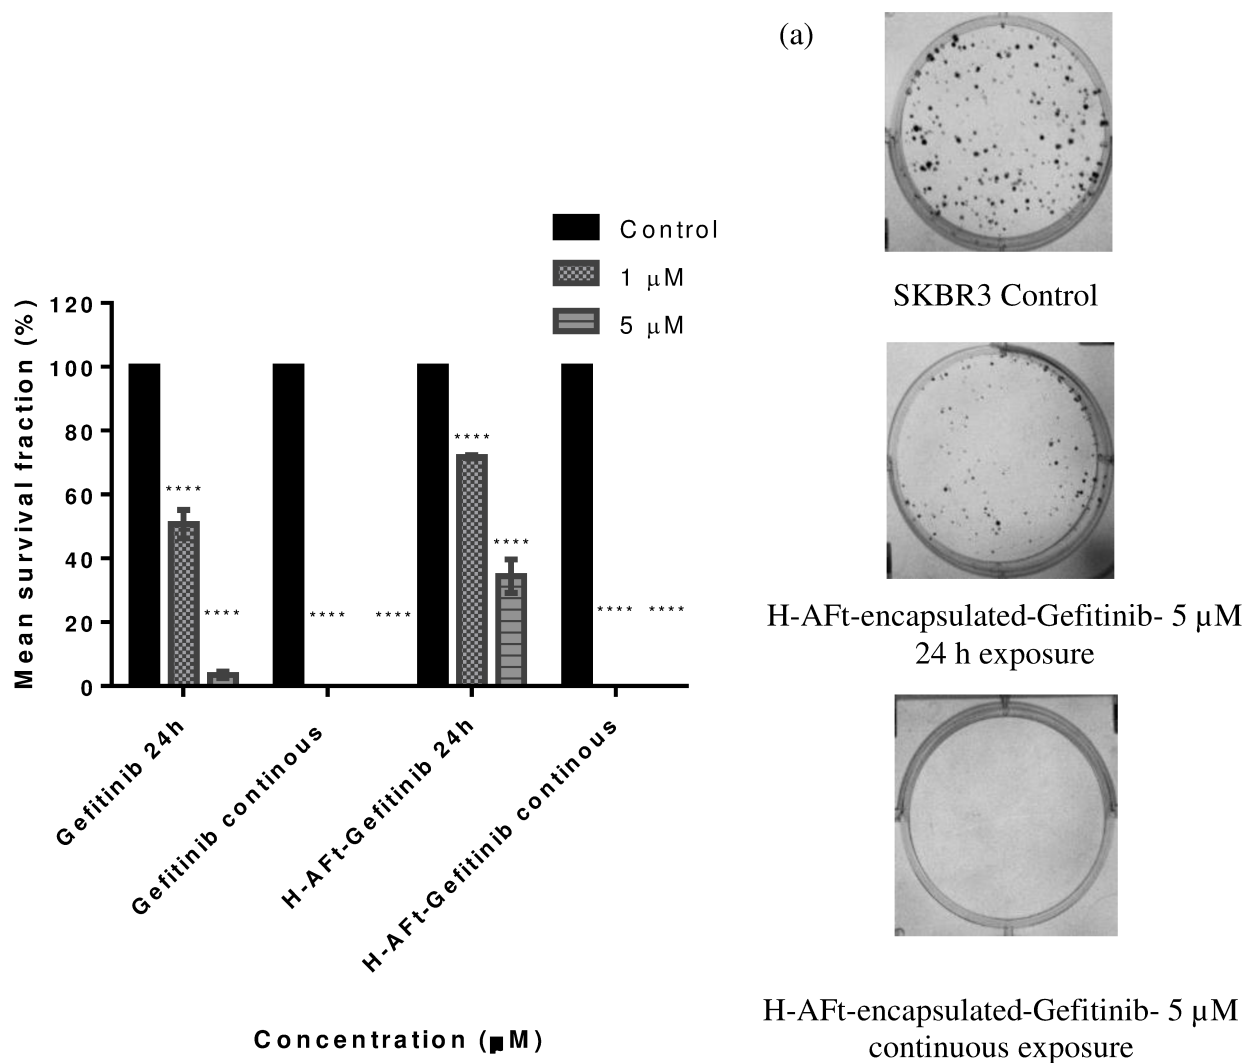 (a)
Control
1 μM
5 μM
Mean survival fraction (%)
120
100
80
60
40
20
0
****
****
****
****
****
****
****
****
Gefitinib 24h
Gefitinib continous
H-AFt-Gefitinib 24h
H-AFt-Gefitinib continous
Concentration (μM)
SKBR3 Control
H-AFt-encapsulated-Gefitinib- 5 µM
24 h exposure
H-AFt-encapsulated-Gefitinib- 5 µM
continuous exposure